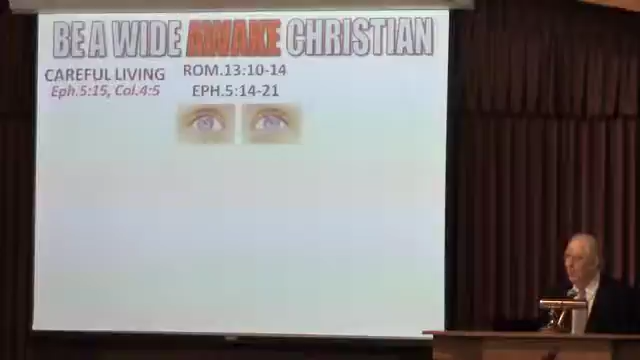 BE A WIDE AWAKE CHRISTIAN
CAREFUL LIVING
Eph.5:15, Col.4:5
ROM.13:10-14
EPH.5:14-21